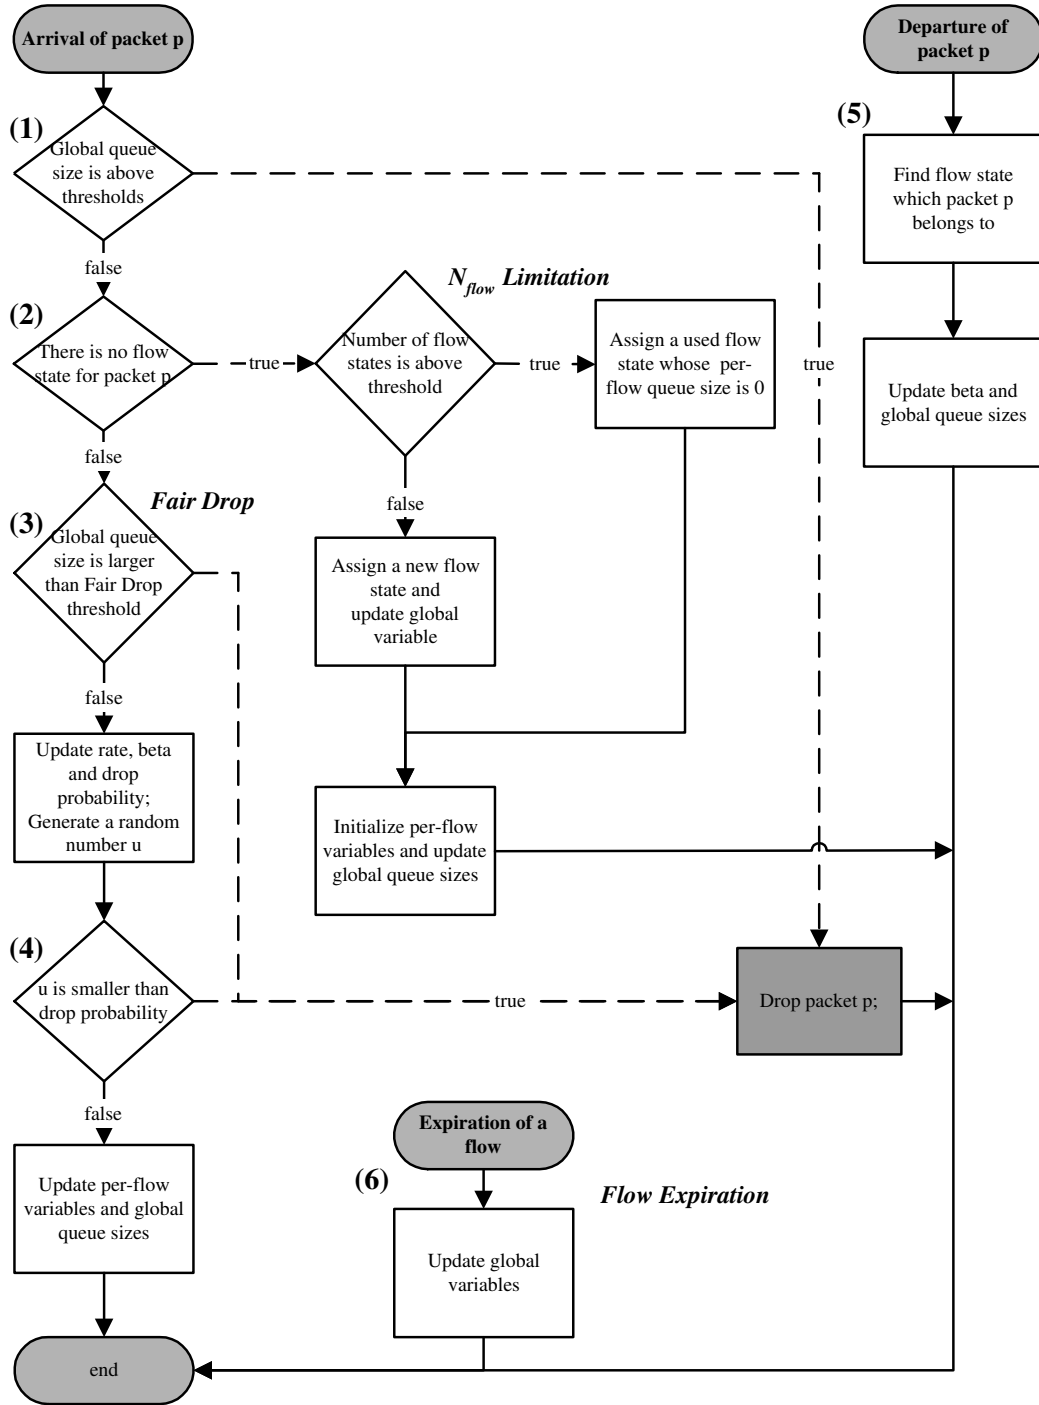 Arrival of packet p
Departure of
packet p
(1)
Global queue
size is above
thresholds
(5)
Find flow state
which packet p
belongs to
false
N_flow Limitation
(2)
There is no flow
state for packet p
true
Number of flow
states is above
threshold
true
Assign a used flow
state whose per-
flow queue size is 0
true
Update beta and
global queue sizes
false
Fair Drop
(3)
Global queue
size is larger
than Fair Drop
threshold
false
Assign a new flow
state and
update global
variable
false
Update rate, beta
and drop
probability;
Generate a random
number u
Initialize per-flow
variables and update
global queue sizes
(4)
u is smaller than
drop probability
true
Drop packet p;
false
Expiration of a
flow
(6)
Flow Expiration
Update per-flow
variables and global
queue sizes
Update global
variables
end